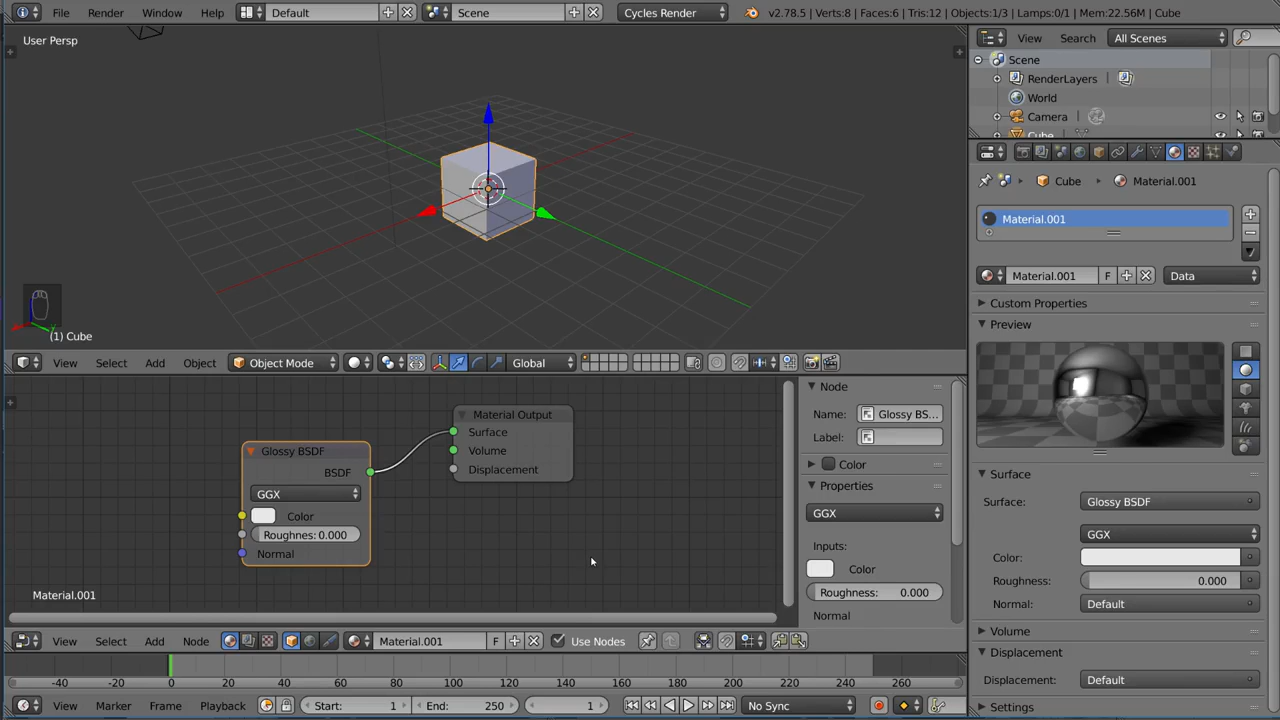 File Render Window Help Default Scene Cycles Render v2.78.5 | Verts:8 | Faces:6 | Tris:12 | Objects:1/3 | Lamps:0/1 | Mem:22.56M | Cube
User Persp
(1) Cube
View Select Add Object Object Mode Global
View Search All Scenes
Scene
RenderLayers
World
Camera
Cube
Cube Material.001
Material.001
Material.001 F Data
Custom Properties
Preview
Surface
Surface: Glossy BSDF
GGX
Color:
Roughness: 0.000
Normal: Default
Volume
Displacement
Displacement: Default
Settings
Glossy BSDF
BSDF
GGX
Color
Roughnes: 0.000
Normal
Material Output
Surface
Volume
Displacement
Material.001
Node
Name: Glossy BS...
Label:
Color
Properties
GGX
Inputs:
Color
Roughness: 0.000
Normal
View Select Add Node Material.001 F Use Nodes
-40 -20 0 20 40 60 80 100 120 140 160 180 200 220 240 260
View Marker Frame Playback Start: 1 End: 250 1 No Sync